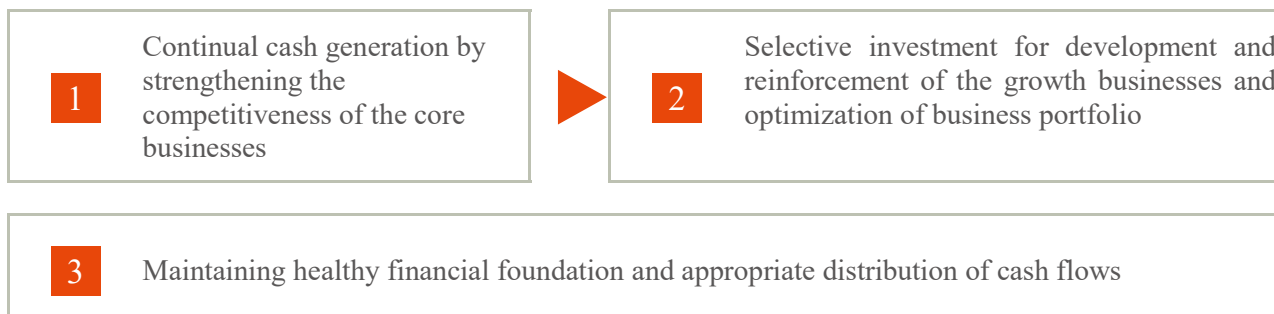 1
Continual cash generation by
strengthening the
competitiveness of the core
businesses
2
Selective investment for development and
reinforcement of the growth businesses and
optimization of business portfolio
3
Maintaining healthy financial foundation and appropriate distribution of cash flows